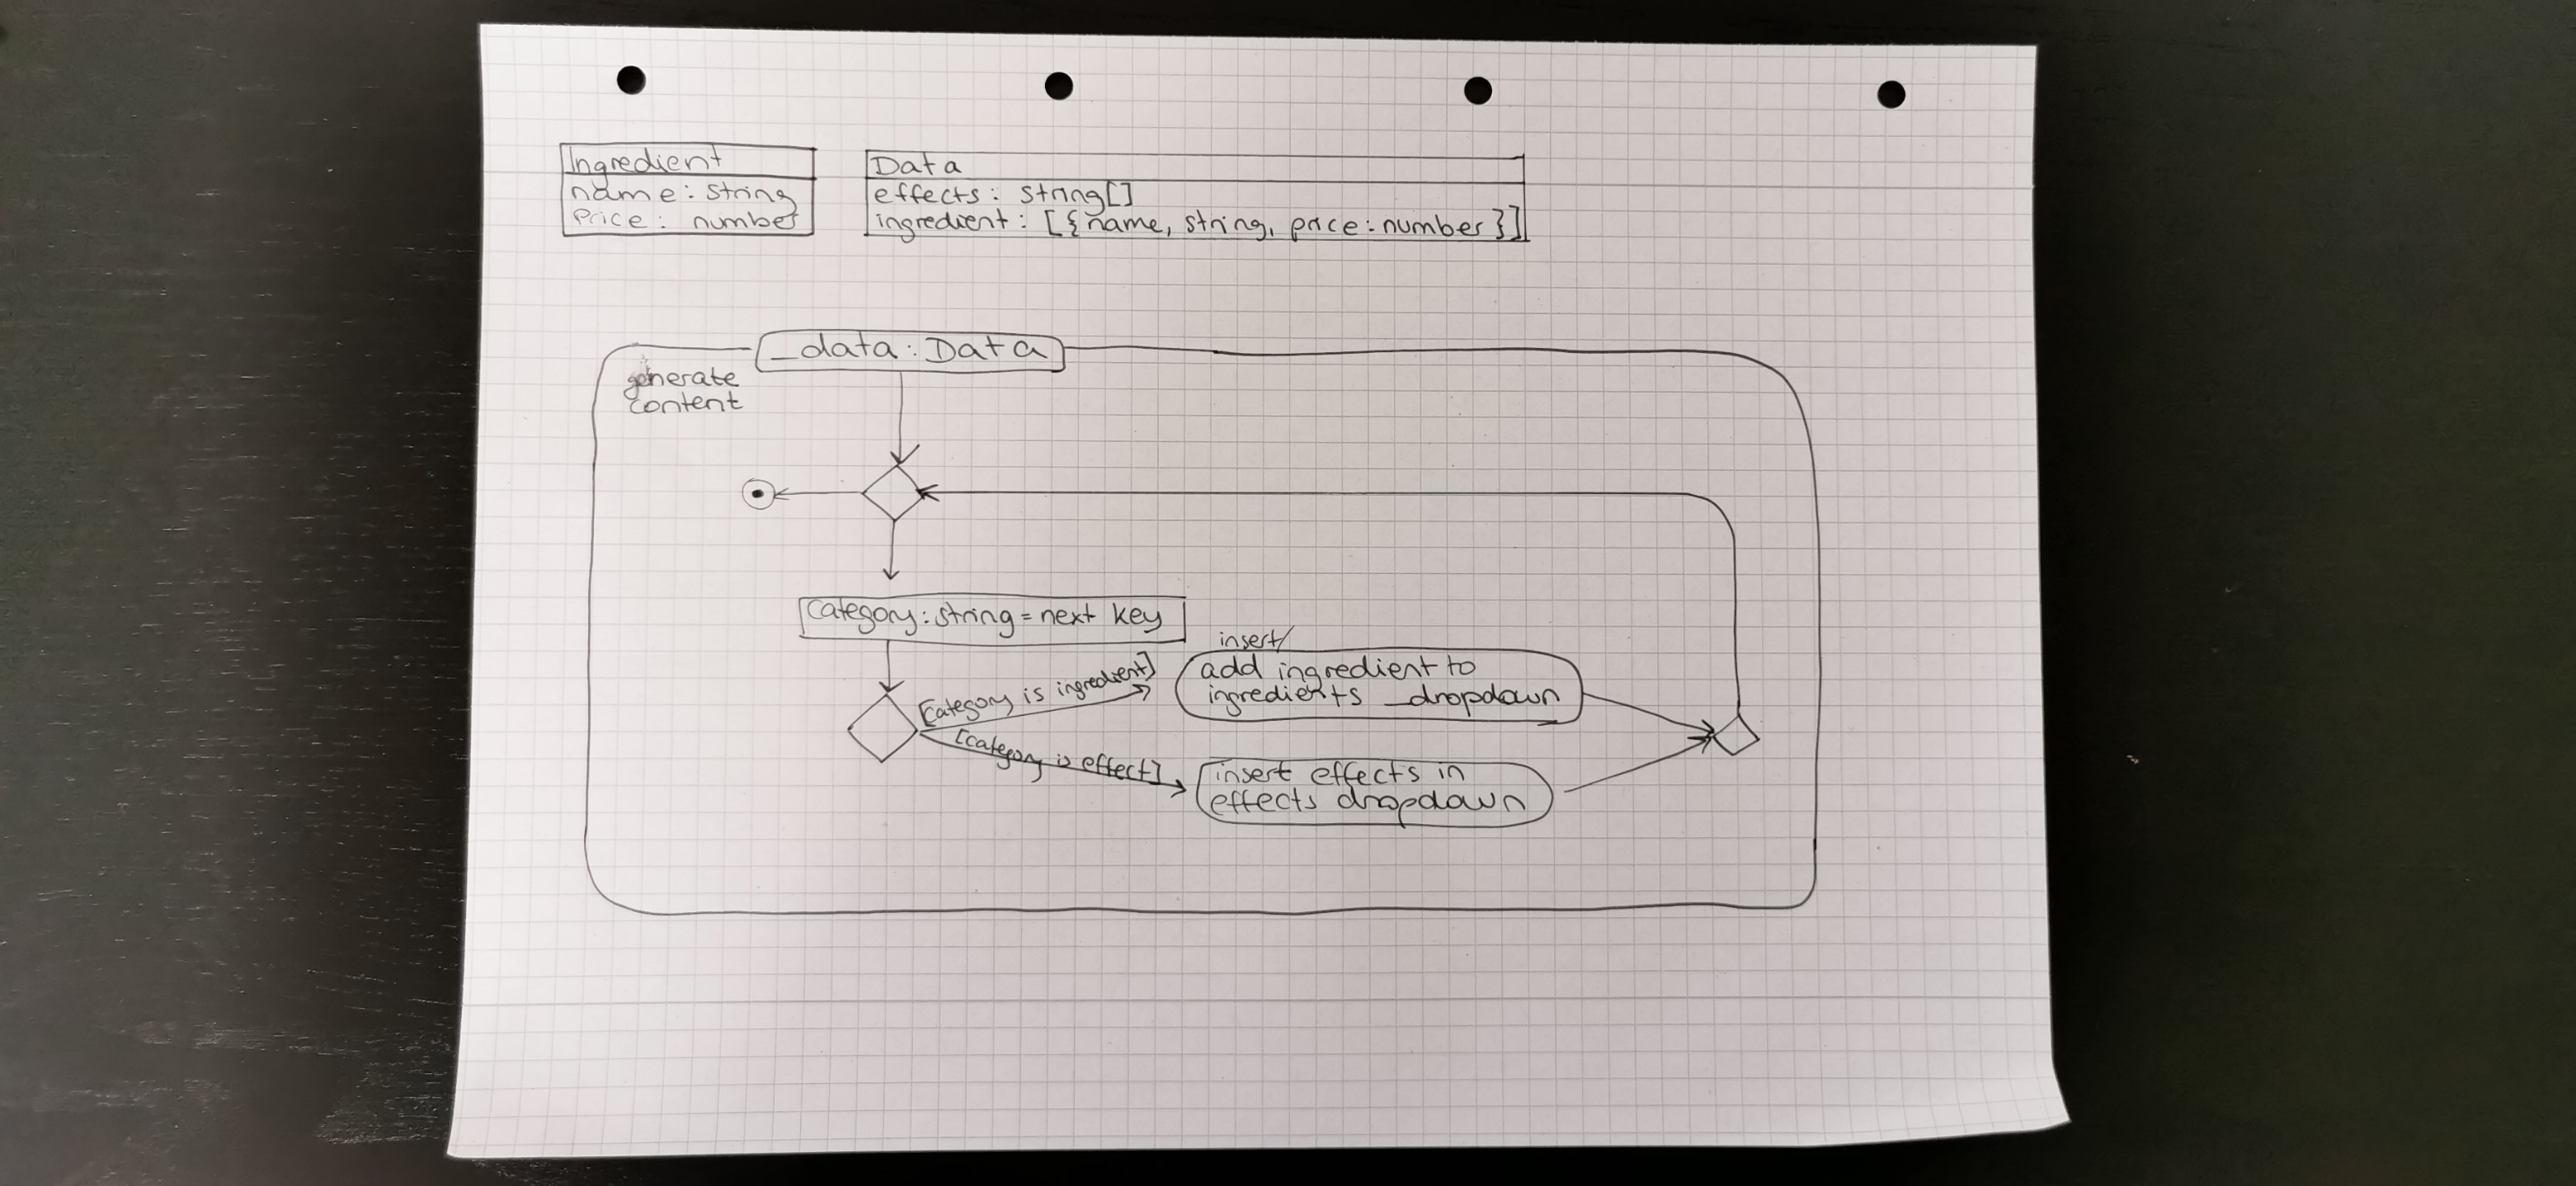 Ingredient
name: String
Price: number
Data
effects: String[]
ingredient: [{name, string, price: number}]
_data: Data
generate
content
category: string = next key
[category is ingredient]
insert/
add ingredient to
ingredients _dropdown
[category is effect]
insert effects in
effects dropdown